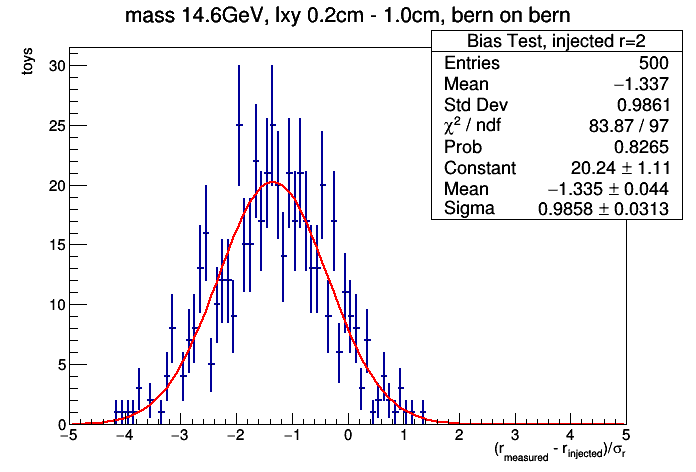 mass 14.6GeV, lxy 0.2cm - 1.0cm, bern on bern
Bias Test, injected r=2
Entries 500
Mean −1.337
Std Dev 0.9861
χ² / ndf 83.87 / 97
Prob 0.8265
Constant 20.24 ± 1.11
Mean −1.335 ± 0.044
Sigma 0.9858 ± 0.0313
toys
30
25
20
15
10
5
0
−5 −4 −3 −2 −1 0 1 2 3 4 5
(r_measured - r_injected)/σ_r